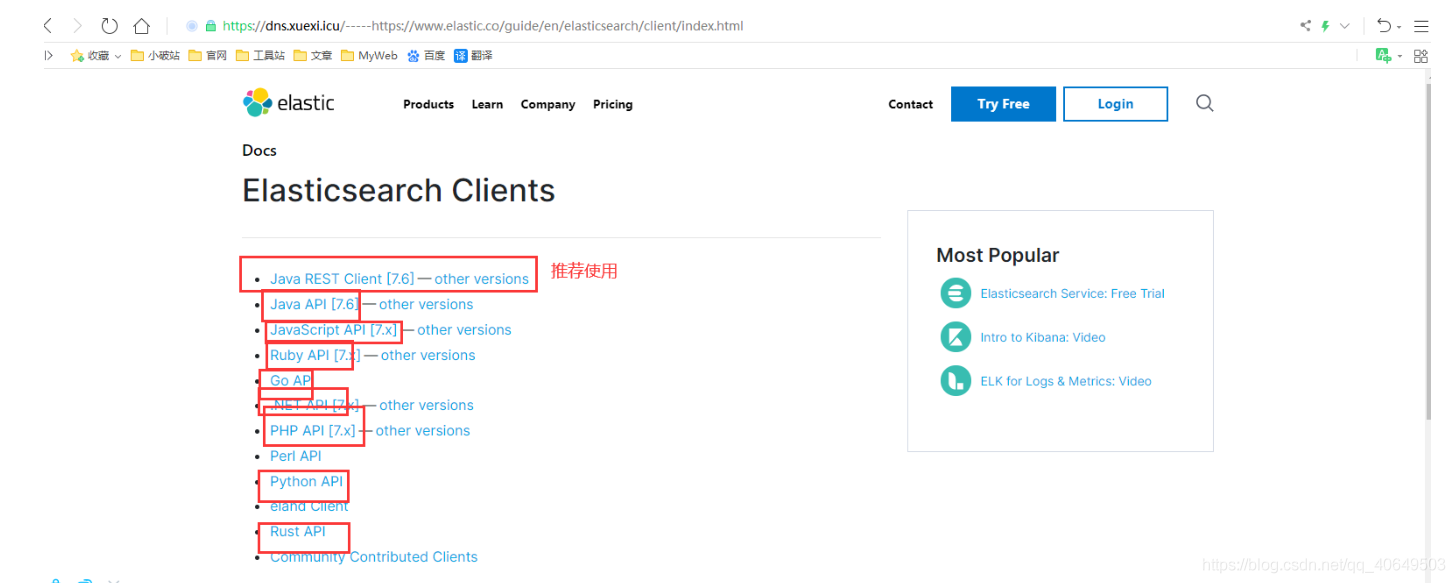 https://dns.xuexi.icu/-----https://www.elastic.co/guide/en/elasticsearch/client/index.html
收藏 小破站 官网 工具站 文章 MyWeb 百度 译 翻译
elastic Products Learn Company Pricing Contact Try Free Login
Docs
Elasticsearch Clients
Java REST Client [7.6] — other versions 推荐使用
Java API [7.6] — other versions
JavaScript API [7.x] — other versions
Ruby API [7.x] — other versions
Go API
.NET API [7.x] — other versions
PHP API [7.x] — other versions
Perl API
Python API
eland Client
Rust API
Community Contributed Clients
Most Popular
Elasticsearch Service: Free Trial
Intro to Kibana: Video
ELK for Logs & Metrics: Video
https://blog.csdn.net/qq_40649503